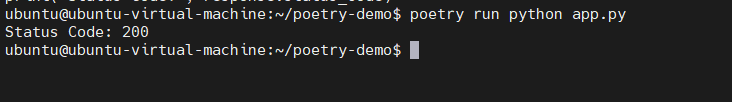 ubuntu@ubuntu-virtual-machine:~/poetry-demo$ poetry run python app.py
Status Code: 200
ubuntu@ubuntu-virtual-machine:~/poetry-demo$